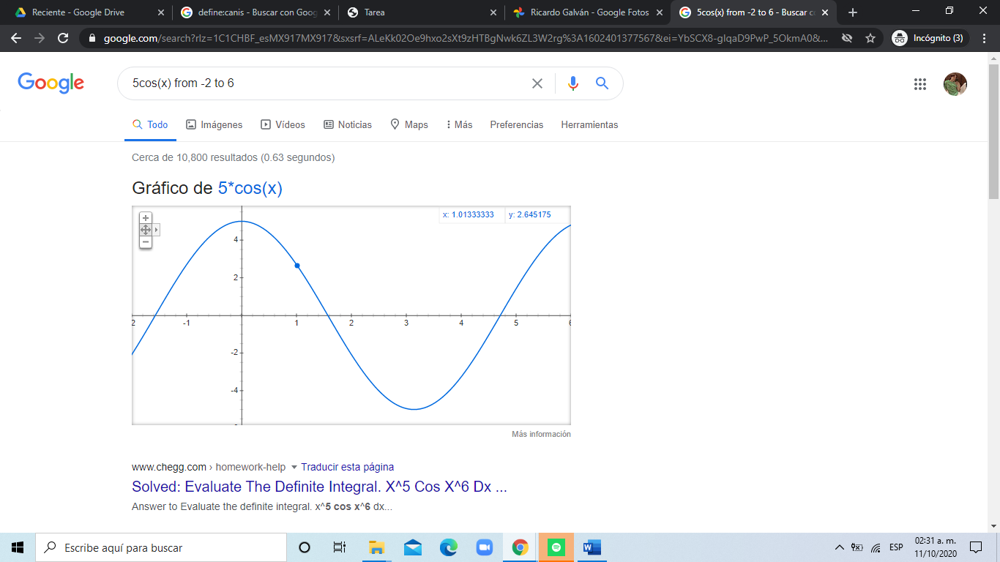 Reciente - Google Drive
define:canis - Buscar con Goog
Tarea
Ricardo Galván - Google Fotos
5cos(x) from -2 to 6 - Buscar co
google.com/search?rlz=1C1CHBF_esMX917MX917&sxsrf=ALeKk02Oe9hxo2sXt9zHTBgNwk6ZL3W2rg%3A1602401377567&ei=YbSCX8-gIqaD9PwP_5OkmA0&...
Incógnito (3)
Google
5cos(x) from -2 to 6
Todo
Imágenes
Vídeos
Noticias
Maps
Más
Preferencias
Herramientas
Cerca de 10,800 resultados (0.63 segundos)
Gráfico de 5*cos(x)
x: 1.01333333
y: 2.645175
4
2
2 -1 1 2 3 4 5 6
-2
-4
Más información
www.chegg.com › homework-help Traducir esta página
Solved: Evaluate The Definite Integral. X^5 Cos X^6 Dx ...
Answer to Evaluate the definite integral. x^5 cos x^6 dx...
Escribe aquí para buscar
ESP
02:31 a. m.
11/10/2020